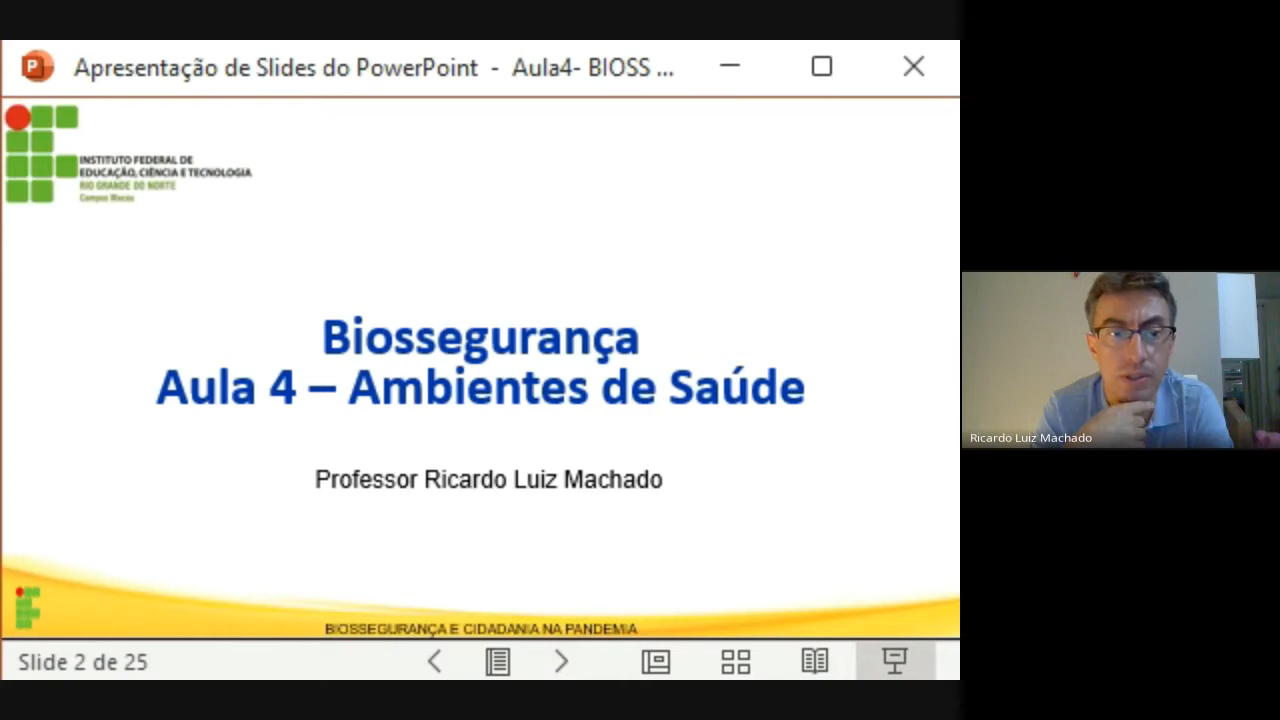 Apresentação de Slides do PowerPoint - Aula4- BIOSS ...
INSTITUTO FEDERAL DE
EDUCAÇÃO, CIÊNCIA E TECNOLOGIA
RIO GRANDE DO NORTE
Campus Macau
Biossegurança
Aula 4 – Ambientes de Saúde
Professor Ricardo Luiz Machado
BIOSSEGURANÇA E CIDADANIA NA PANDEMIA
Slide 2 de 25
Ricardo Luiz Machado